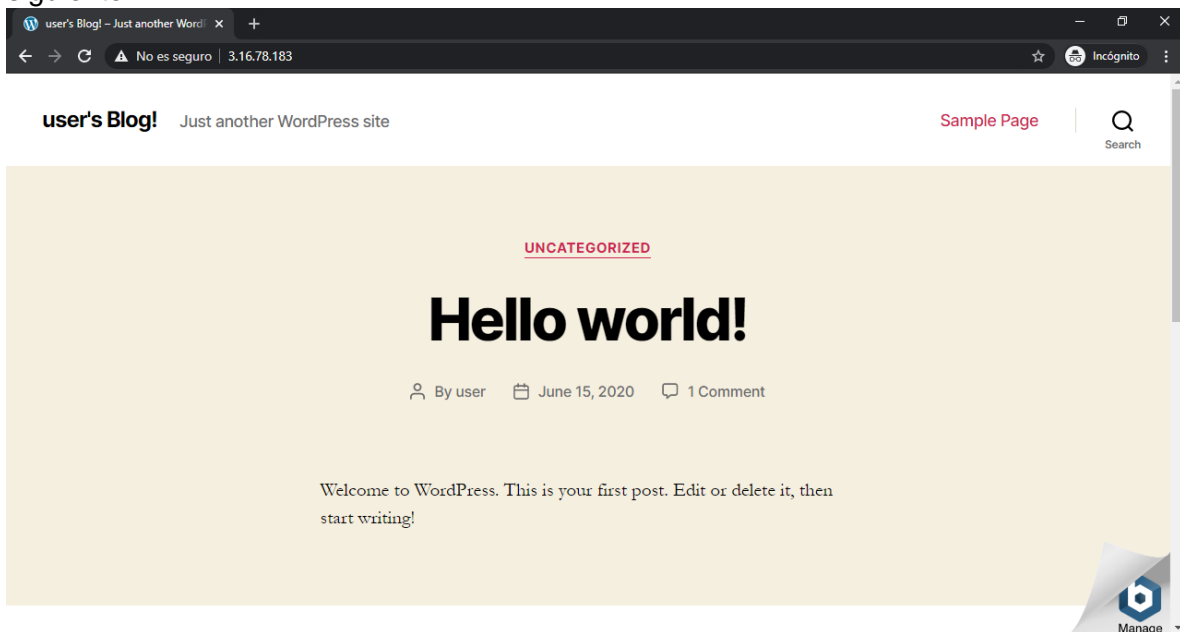 user's Blog! – Just another Word
No es seguro | 3.16.78.183
Incógnito
user's Blog! Just another WordPress site
Sample Page
Search
UNCATEGORIZED
Hello world!
By user June 15, 2020 1 Comment
Welcome to WordPress. This is your first post. Edit or delete it, then
start writing!
Manage